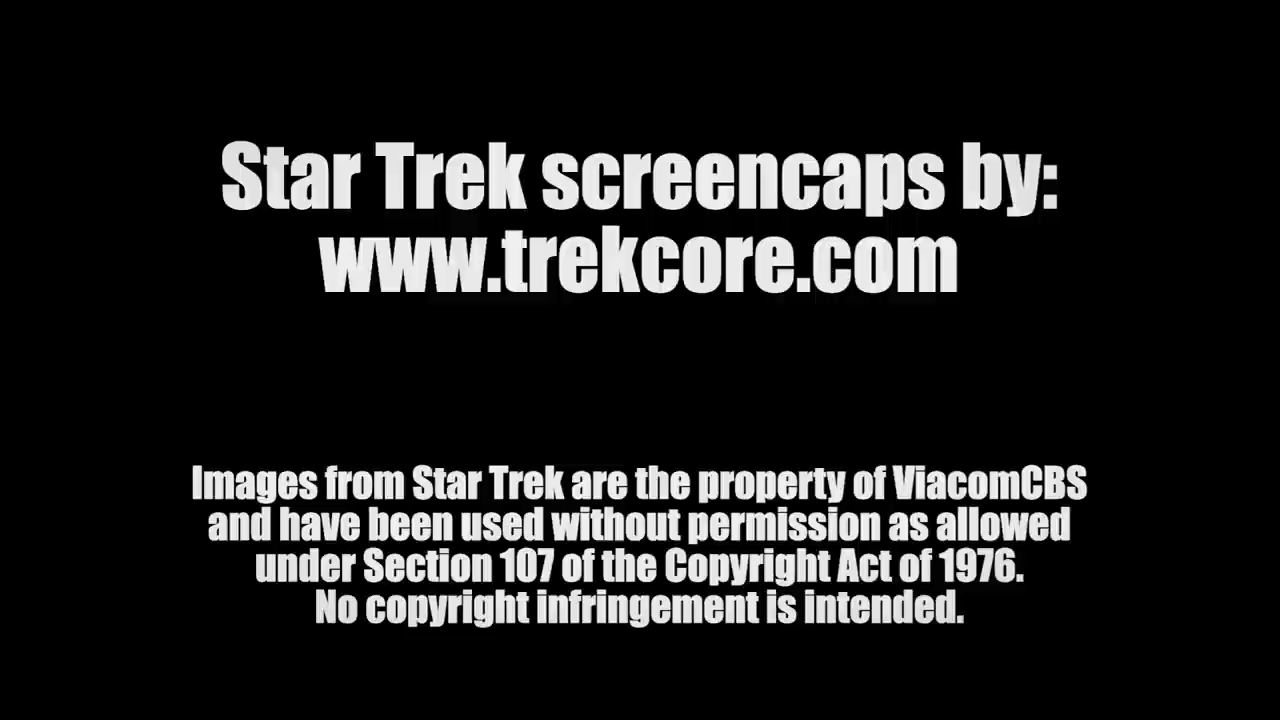 Star Trek screencaps by:
www.trekcore.com
Images from Star Trek are the property of ViacomCBS
and have been used without permission as allowed
under Section 107 of the Copyright Act of 1976.
No copyright infringement is intended.